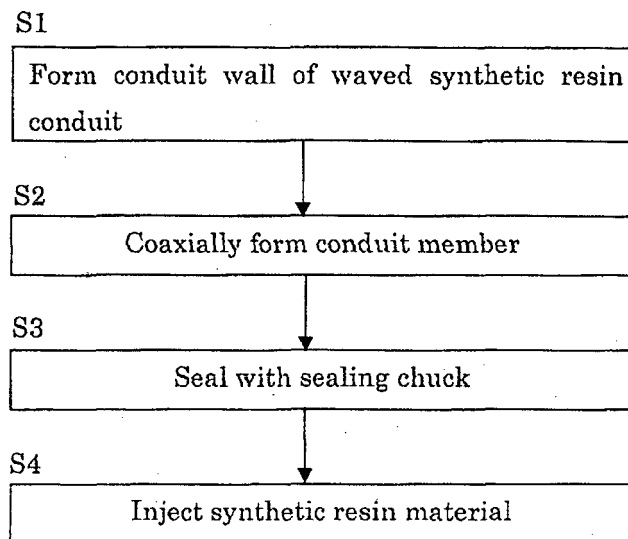 S1
Form conduit wall of waved synthetic resin
conduit
S2
Coaxially form conduit member
S3
Seal with sealing chuck
S4
Inject synthetic resin material